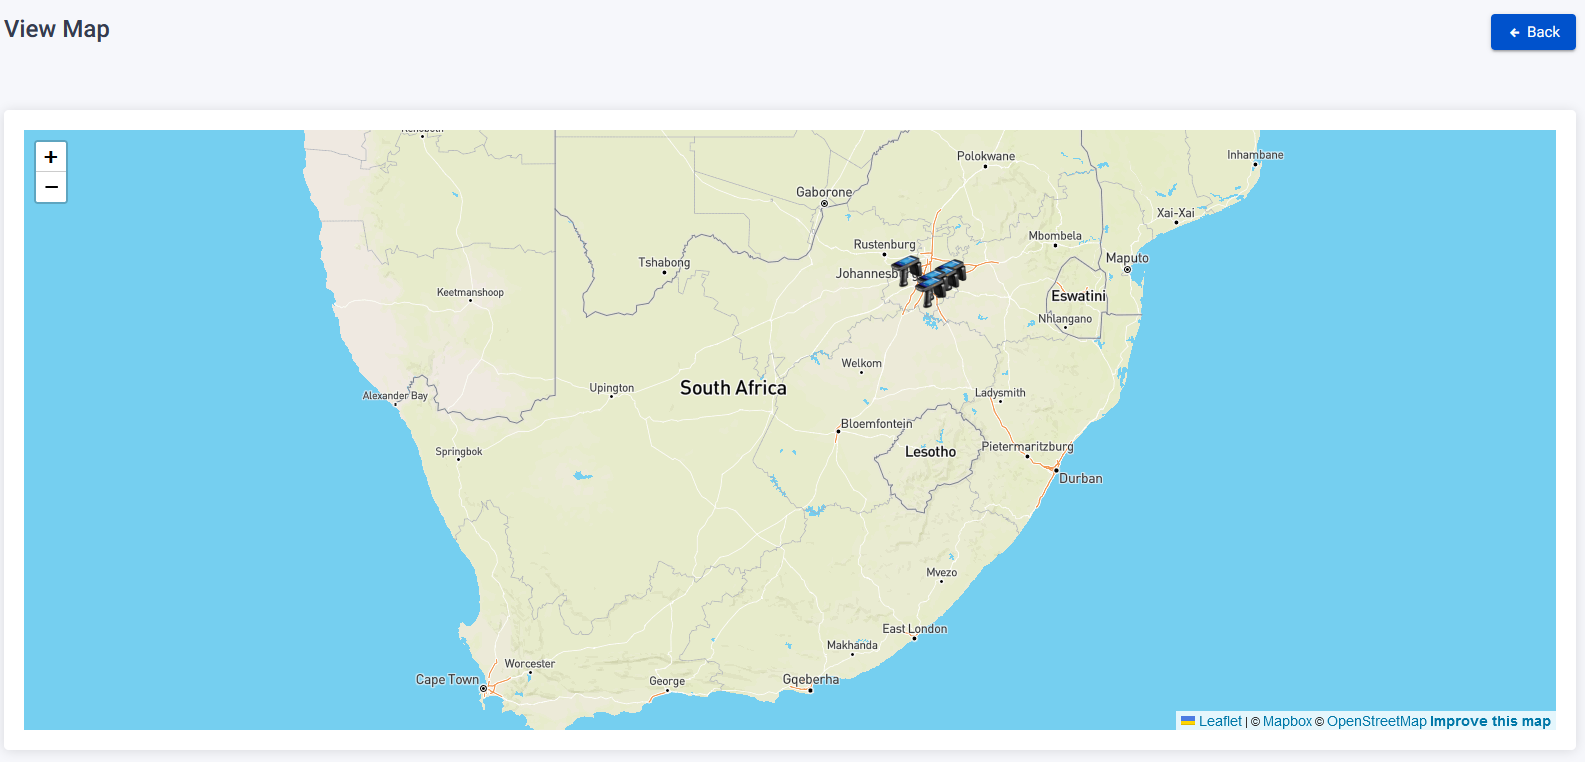 View Map
Back
+
−
Polokwane
Inhambane
Gaborone
Xai-Xai
Rustenburg
Mbombela
Tshabong
Maputo
Johannesburg
Keetmanshoop
Eswatini
Nhlangano
Welkom
South Africa
Upington
Ladysmith
Alexander Bay
Bloemfontein
Springbok
Lesotho
Pietermaritzburg
Durban
Mvezo
East London
Makhanda
Worcester
Cape Town
George
Gqeberha
Leaflet | © Mapbox © OpenStreetMap Improve this map